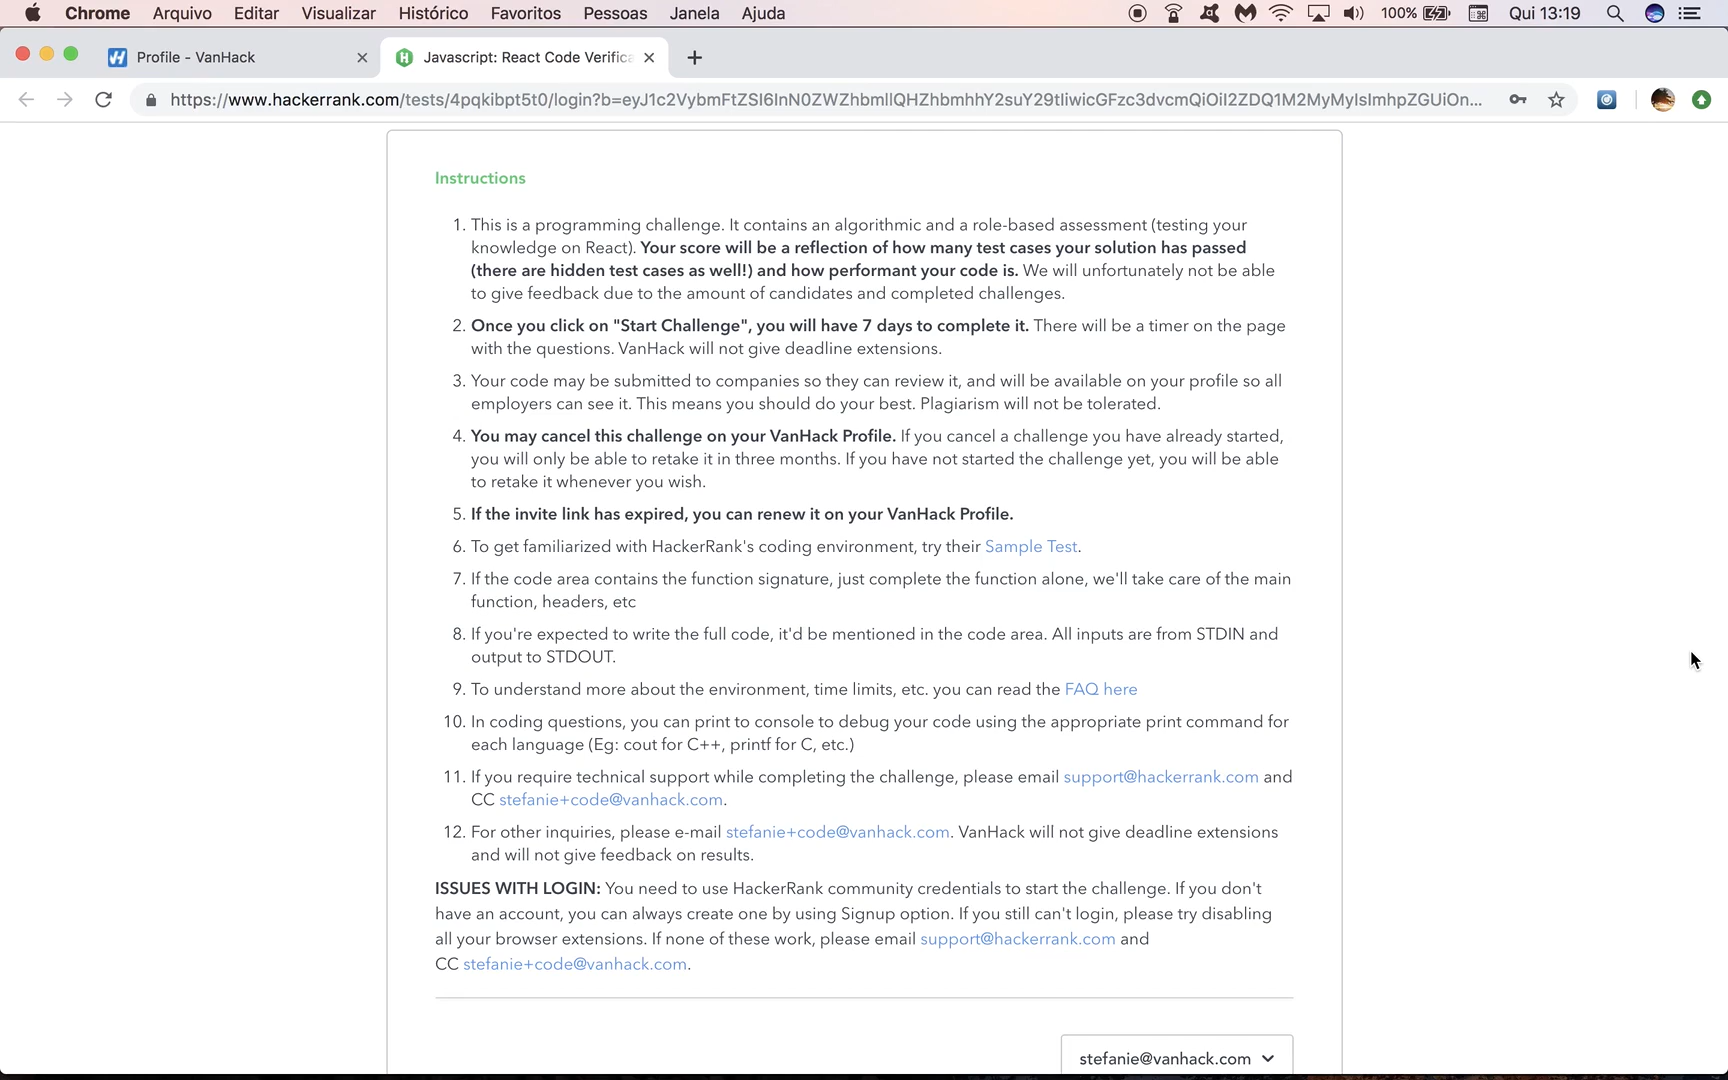 Chrome Arquivo Editar Visualizar Histórico Favoritos Pessoas Janela Ajuda 100% Qui 13:19
Profile - VanHack Javascript: React Code Verifica
https://www.hackerrank.com/tests/4pqkibpt5t0/login?b=eyJ1c2VybmFtZSI6InN0ZWZhbmllQHZhbmhhY2suY29tIiwicGFzc3dvcmQiOiI2ZDQ1M2MyMyIsImhpZGUiOn...
Instructions
1. This is a programming challenge. It contains an algorithmic and a role-based assessment (testing your
knowledge on React). Your score will be a reflection of how many test cases your solution has passed
(there are hidden test cases as well!) and how performant your code is. We will unfortunately not be able
to give feedback due to the amount of candidates and completed challenges.
2. Once you click on "Start Challenge", you will have 7 days to complete it. There will be a timer on the page
with the questions. VanHack will not give deadline extensions.
3. Your code may be submitted to companies so they can review it, and will be available on your profile so all
employers can see it. This means you should do your best. Plagiarism will not be tolerated.
4. You may cancel this challenge on your VanHack Profile. If you cancel a challenge you have already started,
you will only be able to retake it in three months. If you have not started the challenge yet, you will be able
to retake it whenever you wish.
5. If the invite link has expired, you can renew it on your VanHack Profile.
6. To get familiarized with HackerRank's coding environment, try their Sample Test.
7. If the code area contains the function signature, just complete the function alone, we'll take care of the main
function, headers, etc
8. If you're expected to write the full code, it'd be mentioned in the code area. All inputs are from STDIN and
output to STDOUT.
9. To understand more about the environment, time limits, etc. you can read the FAQ here
10. In coding questions, you can print to console to debug your code using the appropriate print command for
each language (Eg: cout for C++, printf for C, etc.)
11. If you require technical support while completing the challenge, please email support@hackerrank.com and
CC stefanie+code@vanhack.com.
12. For other inquiries, please e-mail stefanie+code@vanhack.com. VanHack will not give deadline extensions
and will not give feedback on results.
ISSUES WITH LOGIN: You need to use HackerRank community credentials to start the challenge. If you don't
have an account, you can always create one by using Signup option. If you still can't login, please try disabling
all your browser extensions. If none of these work, please email support@hackerrank.com and
CC stefanie+code@vanhack.com.
stefanie@vanhack.com